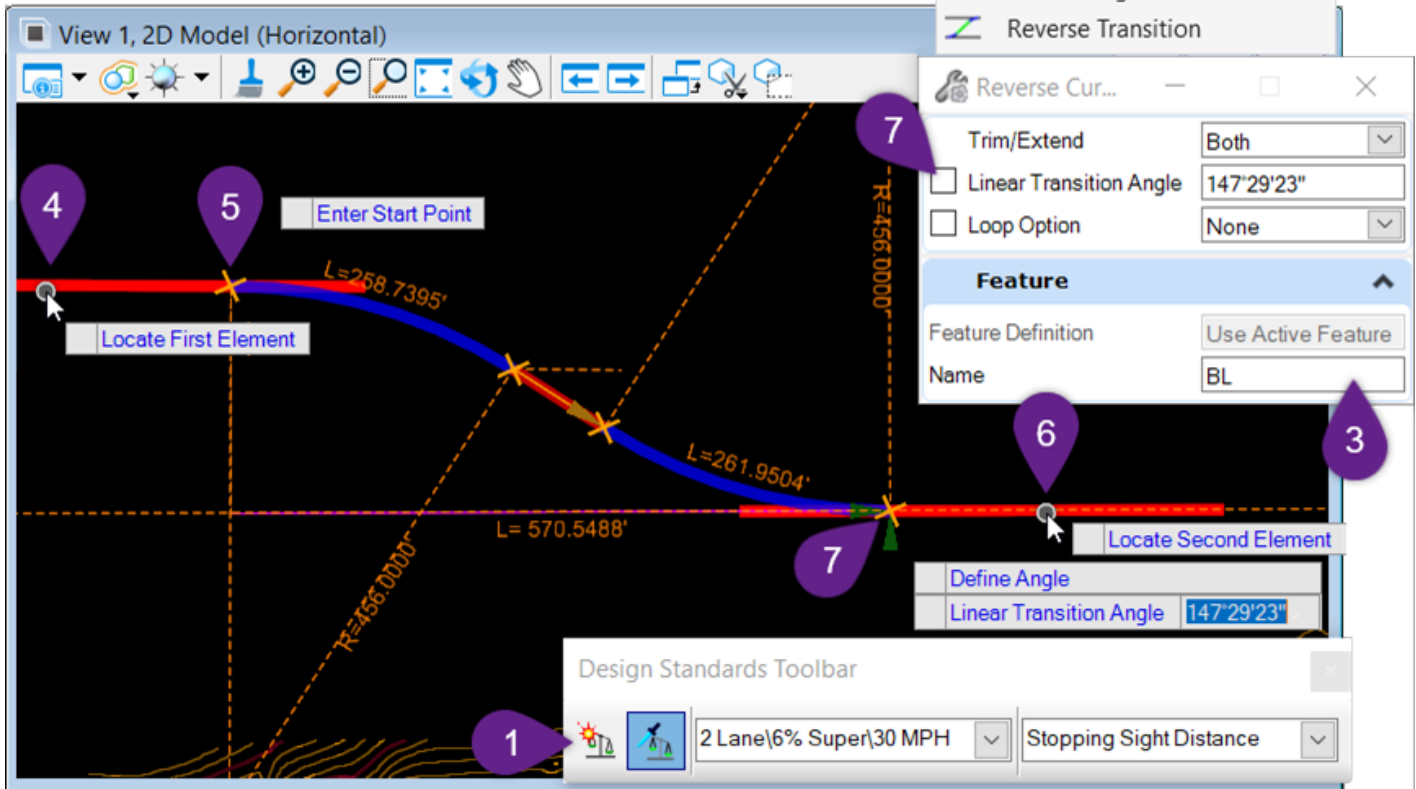 Reverse Transition
View 1, 2D Model (Horizontal)
Reverse Cur...
7
Trim/Extend Both
Linear Transition Angle 147°29'23"
Loop Option None
Feature
Feature Definition Use Active Feature
Name BL
3
4
5
Enter Start Point
R=456.0000'
L=258.7395'
Locate First Element
6
L=261.9504'
L= 570.5488'
Locate Second Element
7
Define Angle
Linear Transition Angle 147°29'23"
R=456.0000'
Design Standards Toolbar
1
2 Lane\6% Super\30 MPH
Stopping Sight Distance